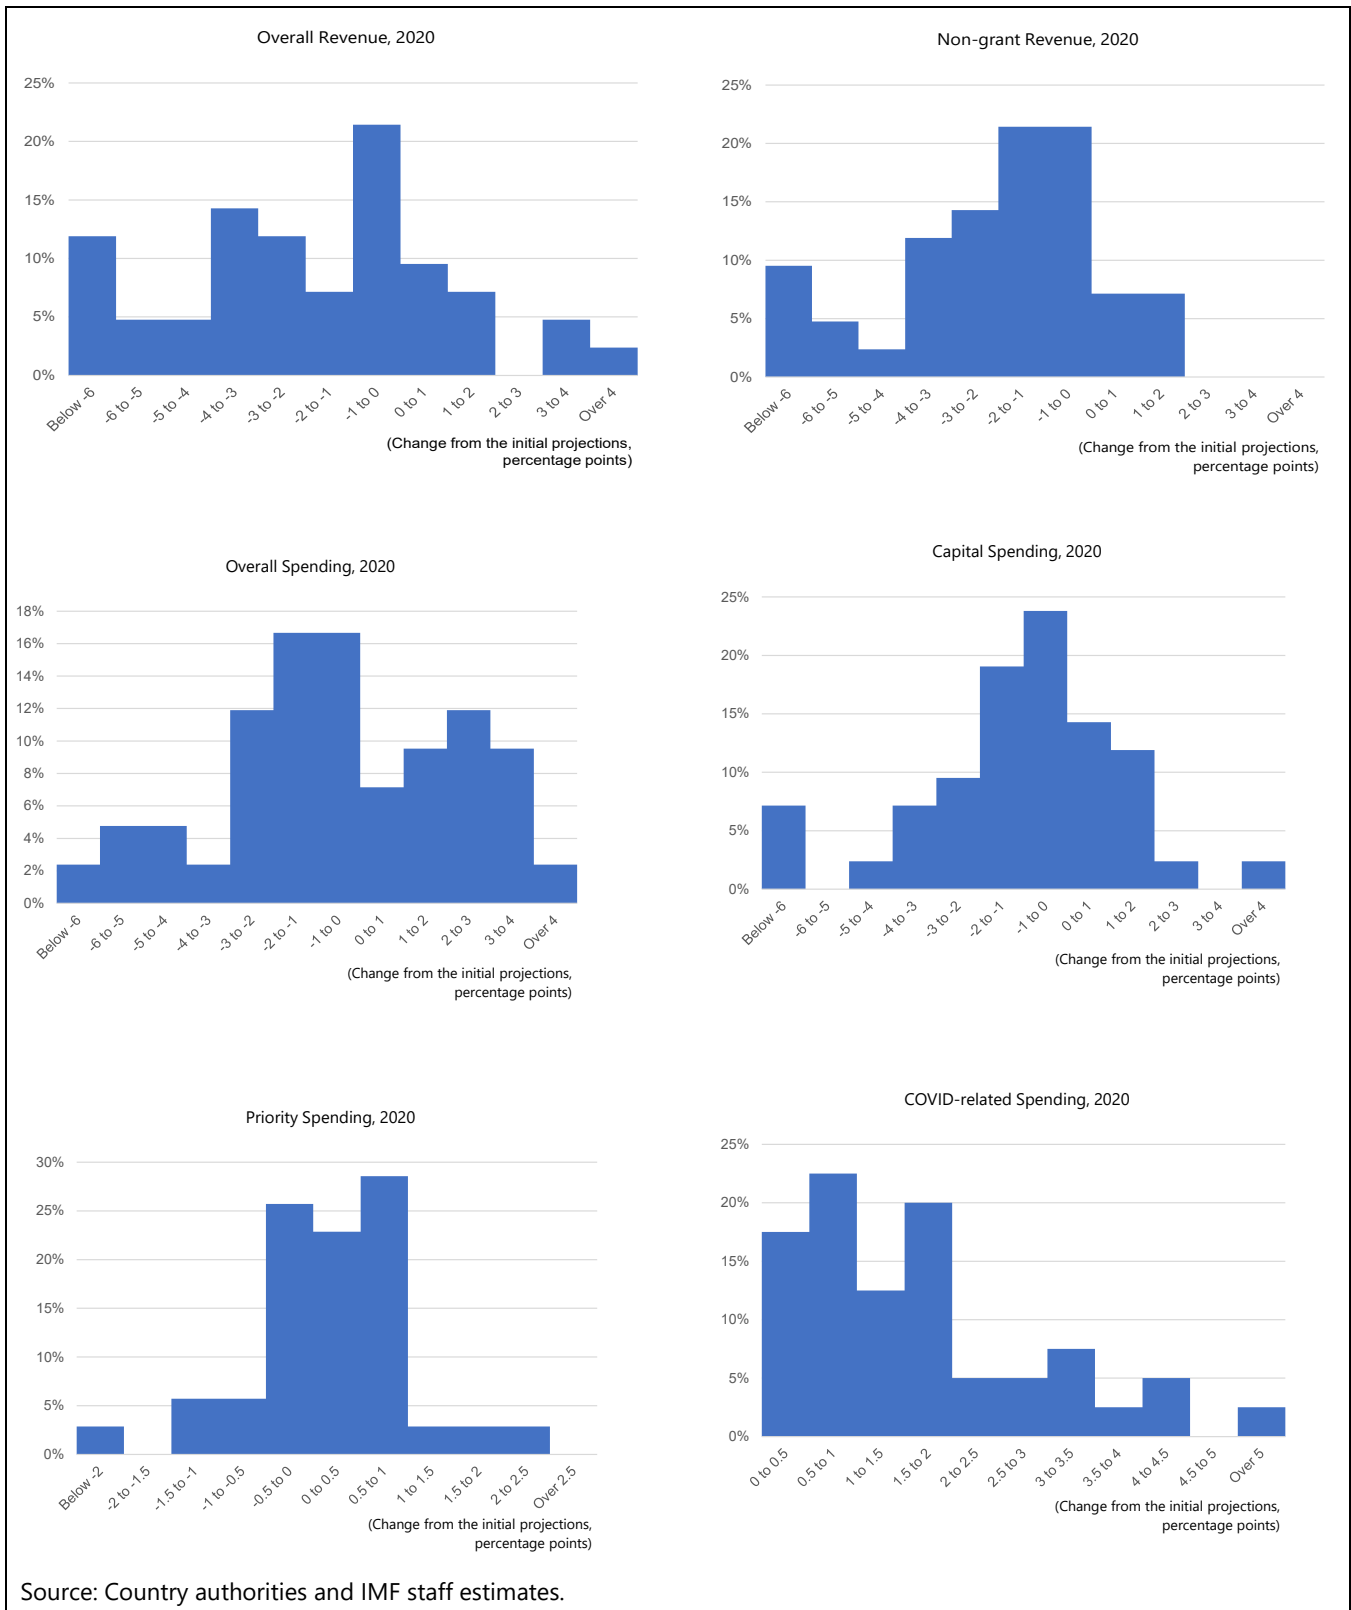 Overall Revenue, 2020
25%
20%
15%
10%
5%
0%
Below -6
-6 to -5
-5 to -4
-4 to -3
-3 to -2
-2 to -1
-1 to 0
0 to 1
1 to 2
2 to 3
3 to 4
Over 4
(Change from the initial projections,
percentage points)
Non-grant Revenue, 2020
25%
20%
15%
10%
5%
0%
Below -6
-6 to -5
-5 to -4
-4 to -3
-3 to -2
-2 to -1
-1 to 0
0 to 1
1 to 2
2 to 3
3 to 4
Over 4
(Change from the initial projections,
percentage points)
Overall Spending, 2020
18%
16%
14%
12%
10%
8%
6%
4%
2%
0%
Below -6
-6 to -5
-5 to -4
-4 to -3
-3 to -2
-2 to -1
-1 to 0
0 to 1
1 to 2
2 to 3
3 to 4
Over 4
(Change from the initial projections,
percentage points)
Capital Spending, 2020
25%
20%
15%
10%
5%
0%
Below -6
-6 to -5
-5 to -4
-4 to -3
-3 to -2
-2 to -1
-1 to 0
0 to 1
1 to 2
2 to 3
3 to 4
Over 4
(Change from the initial projections,
percentage points)
Priority Spending, 2020
30%
25%
20%
15%
10%
5%
0%
Below -2
-2 to -1.5
-1.5 to -1
-1 to -0.5
-0.5 to 0
0 to 0.5
0.5 to 1
1 to 1.5
1.5 to 2
2 to 2.5
Over 2.5
(Change from the initial projections,
percentage points)
COVID-related Spending, 2020
25%
20%
15%
10%
5%
0%
0 to 0.5
0.5 to 1
1 to 1.5
1.5 to 2
2 to 2.5
2.5 to 3
3 to 3.5
3.5 to 4
4 to 4.5
4.5 to 5
Over 5
(Change from the initial projections,
percentage points)
Source: Country authorities and IMF staff estimates.